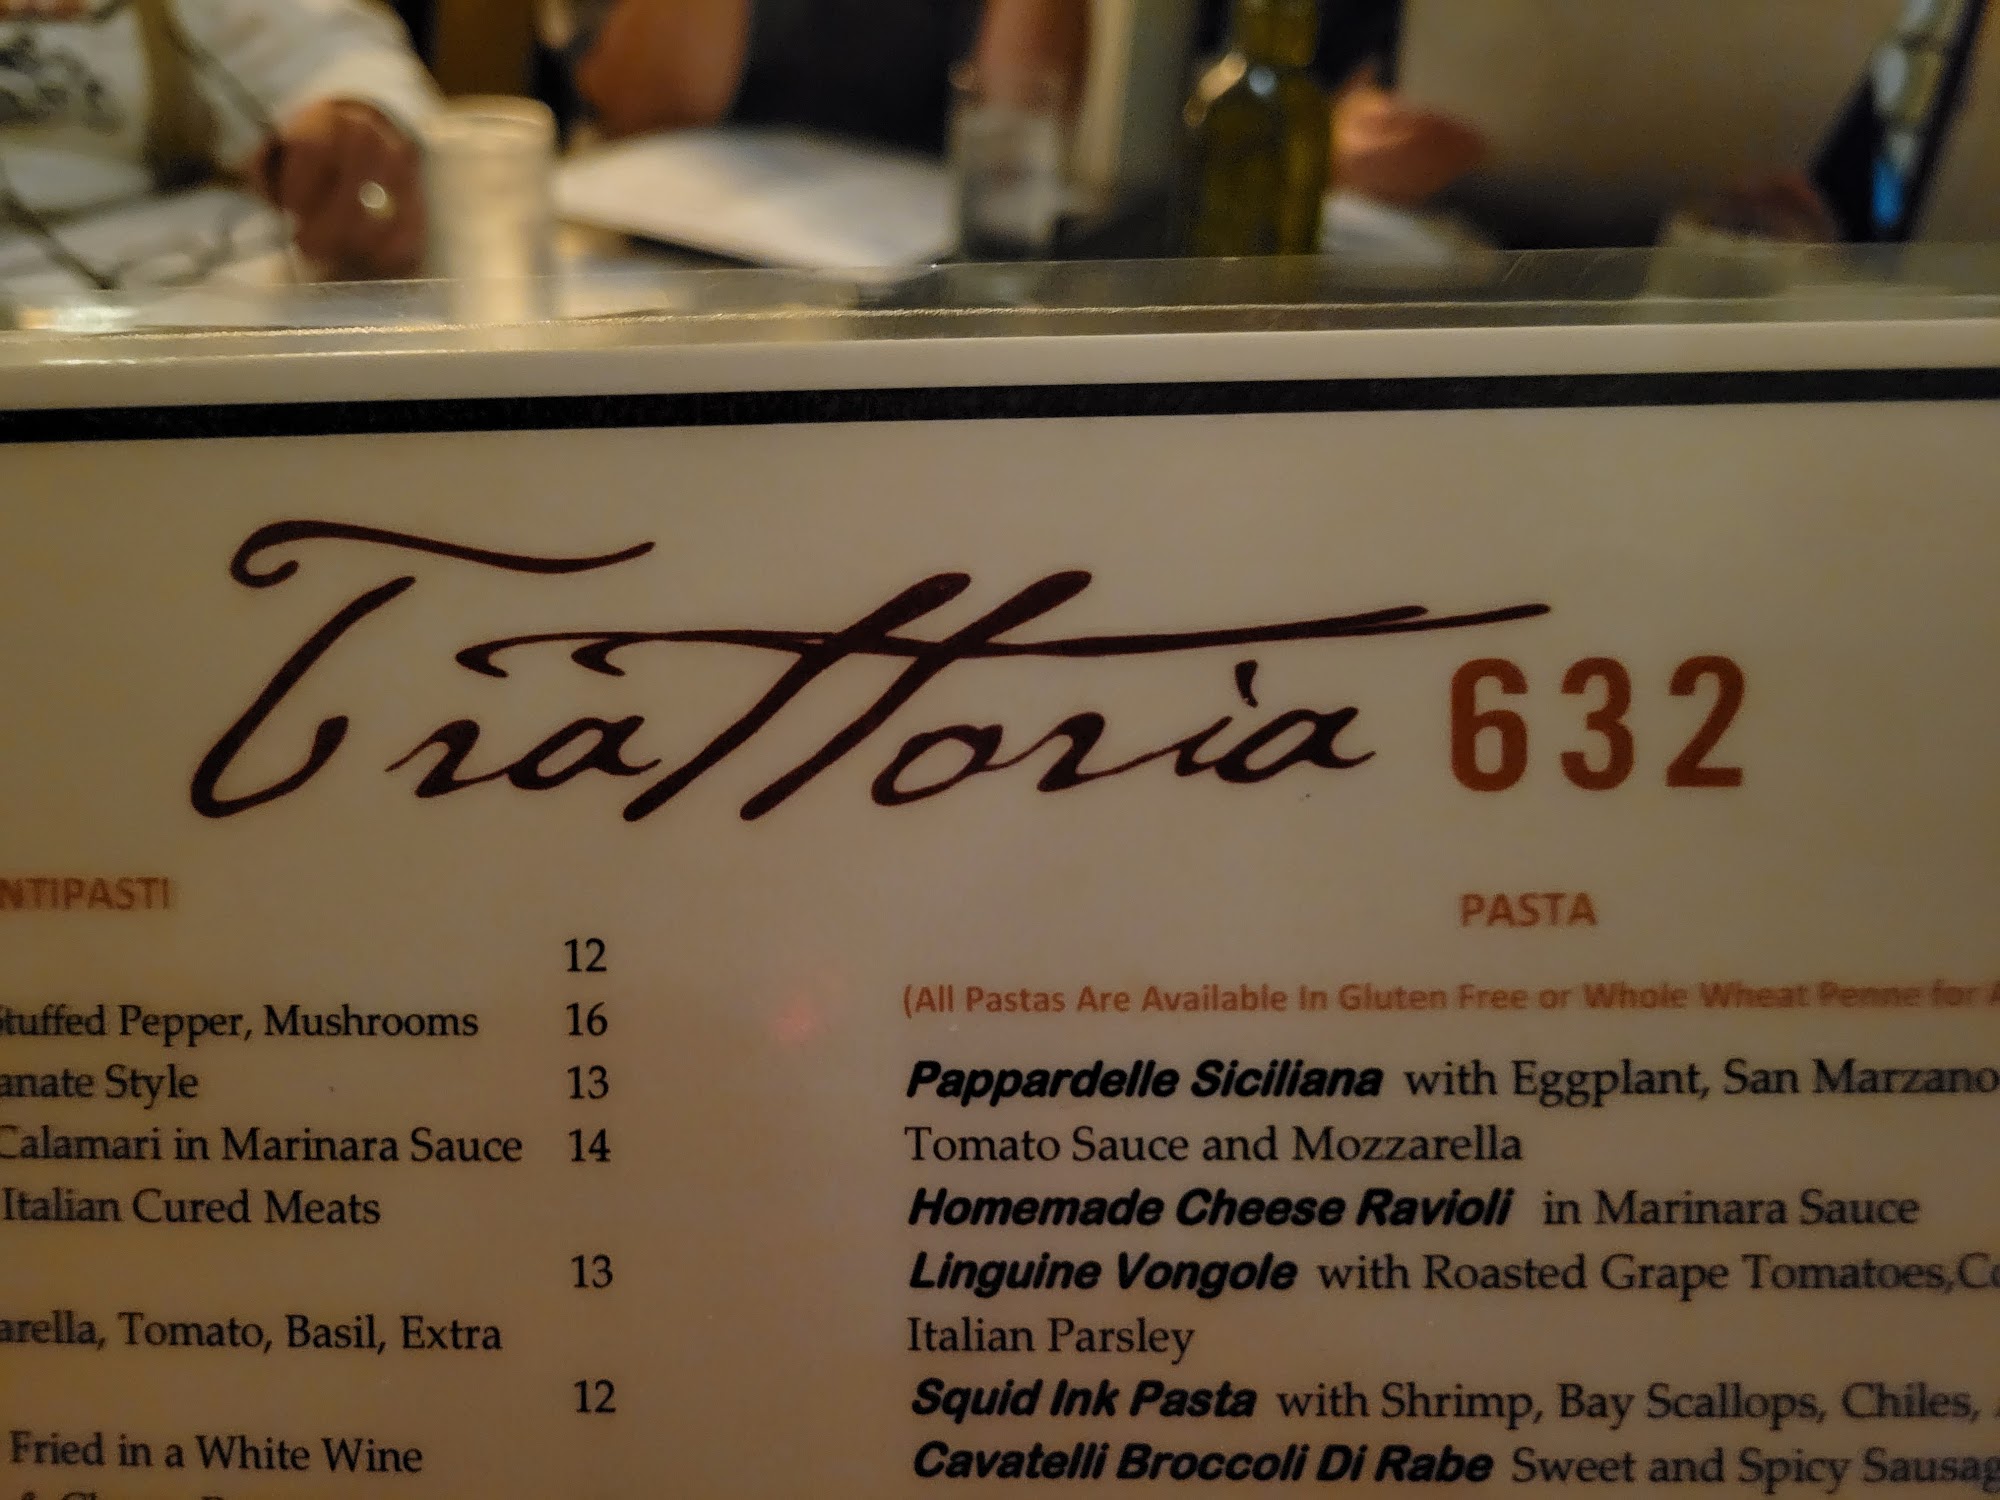 Trattoria 632
NTIPASTI
12
Stuffed Pepper, Mushrooms 16
anate Style 13
Calamari in Marinara Sauce 14
Italian Cured Meats
13
arella, Tomato, Basil, Extra
12
Fried in a White Wine
PASTA
(All Pastas Are Available In Gluten Free or Whole Wheat Penne for
Pappardelle Siciliana with Eggplant, San Marzano
Tomato Sauce and Mozzarella
Homemade Cheese Ravioli in Marinara Sauce
Linguine Vongole with Roasted Grape Tomatoes,
Italian Parsley
Squid Ink Pasta with Shrimp, Bay Scallops, Chiles,
Cavatelli Broccoli Di Rabe Sweet and Spicy Sausag